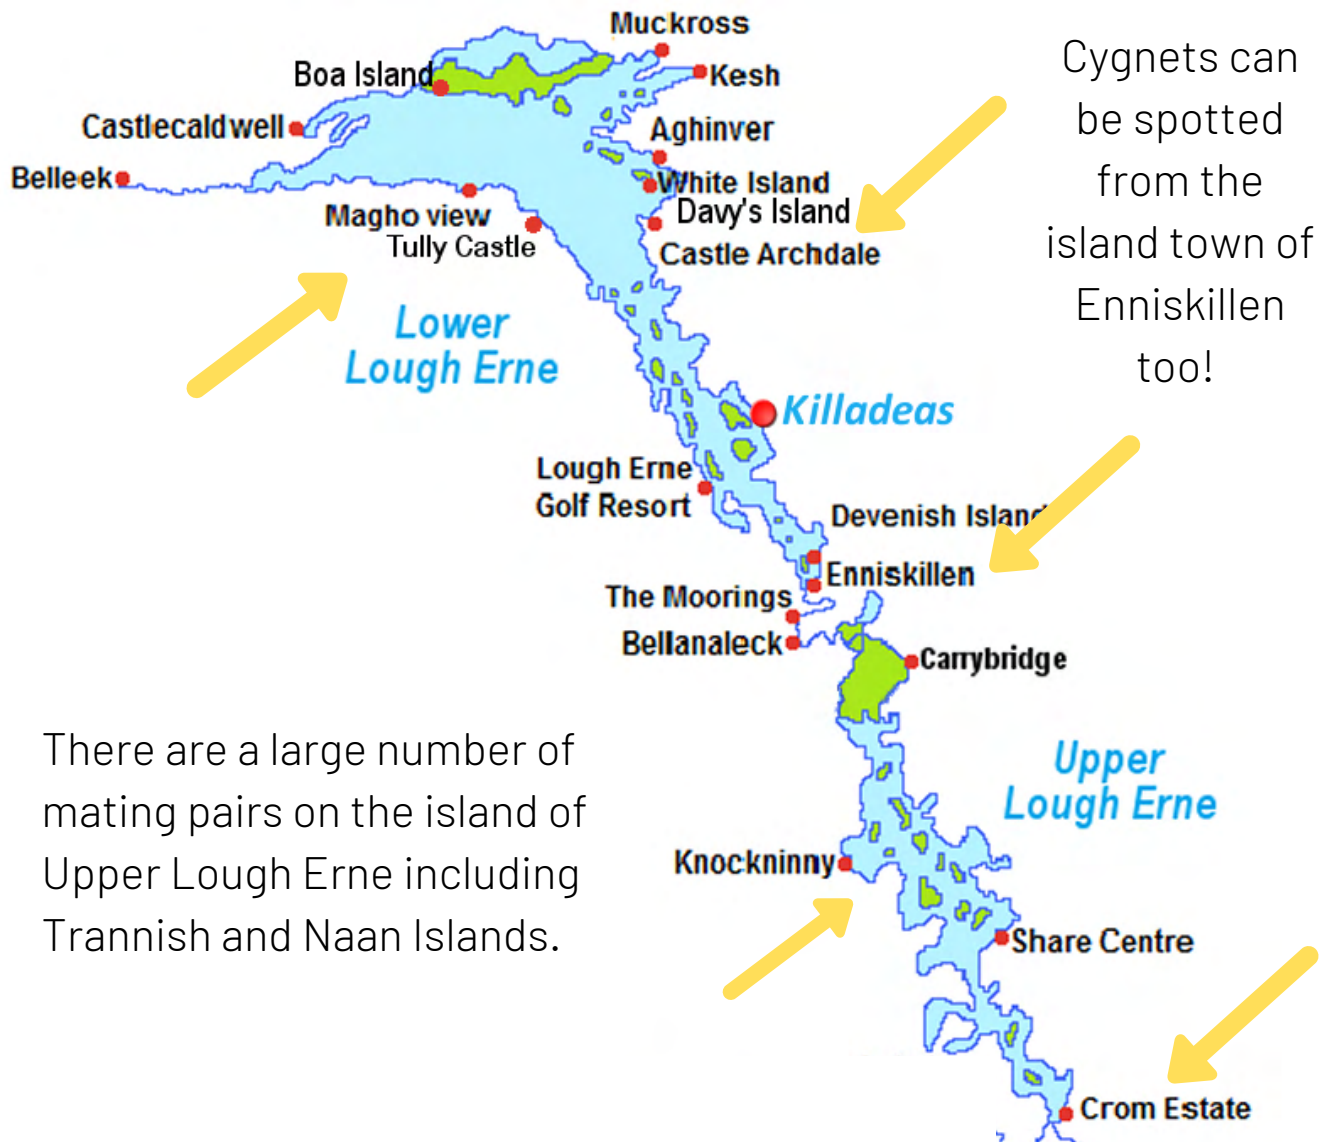 Muckross
Cygnets can
be spotted
from the
island town of
Enniskillen
too!
Boa Island
Kesh
Castlecaldwell
Aghinver
Belleek
White Island
Magho view
Davy's Island
Tully Castle
Castle Archdale
Lower
Lough Erne
Killadeas
Lough Erne
Golf Resort
Devenish Island
Enniskillen
The Moorings
Bellanaleck
Carrybridge
There are a large number of
mating pairs on the island of
Upper Lough Erne including
Trannish and Naan Islands.
Upper
Lough Erne
Knockninny
Share Centre
Crom Estate